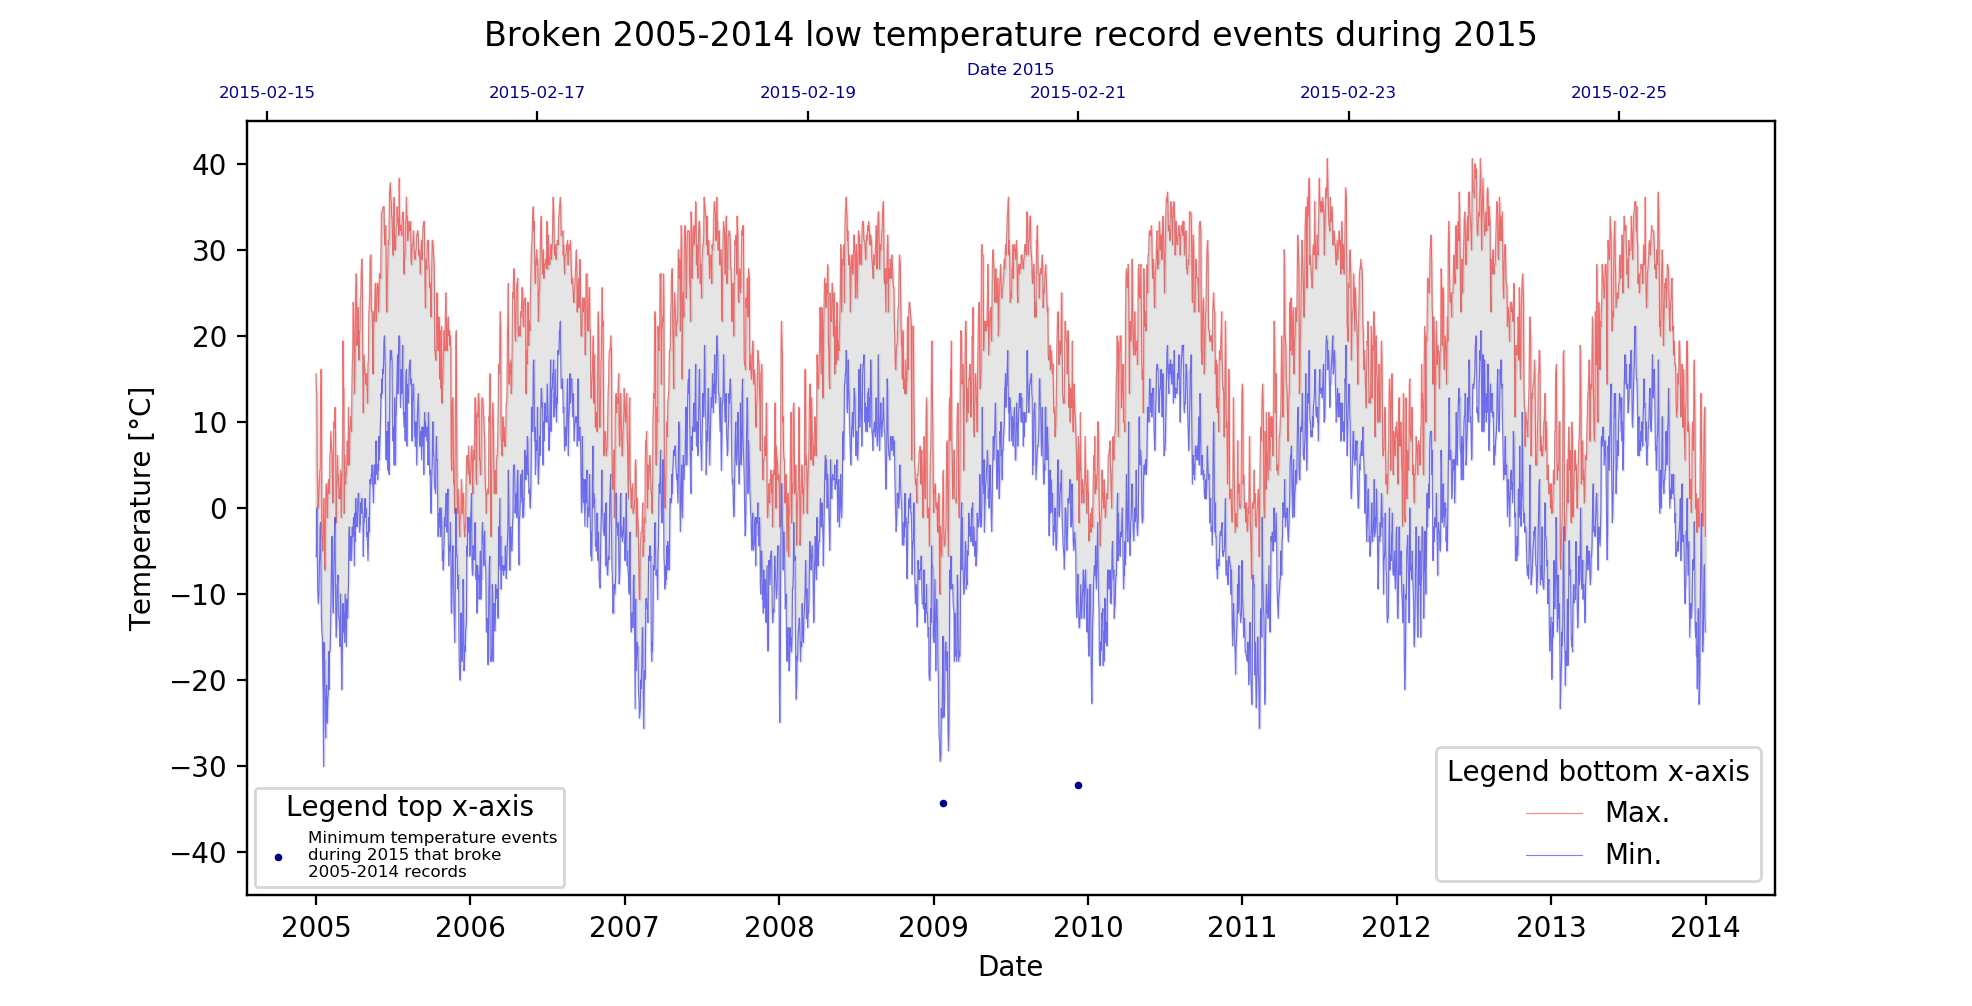 Broken 2005-2014 low temperature record events during 2015
Date 2015
2015-02-15 2015-02-17 2015-02-19 2015-02-21 2015-02-23 2015-02-25
Temperature [°C]
40
30
20
10
0
−10
−20
−30
−40
Legend top x-axis
Minimum temperature events
during 2015 that broke
2005-2014 records
Legend bottom x-axis
Max.
Min.
2005 2006 2007 2008 2009 2010 2011 2012 2013 2014
Date